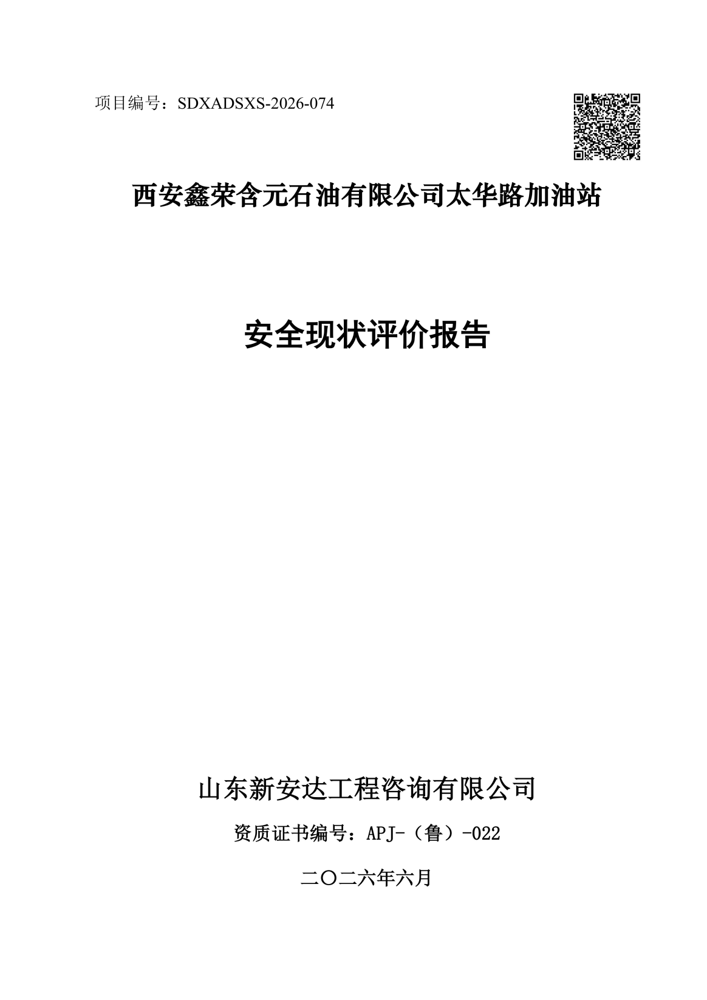 项目编号：SDXADSXS-2026-074
西安鑫荣含元石油有限公司太华路加油站
安全现状评价报告
山东新安达工程咨询有限公司
资质证书编号：APJ-（鲁）-022
二〇二六年六月